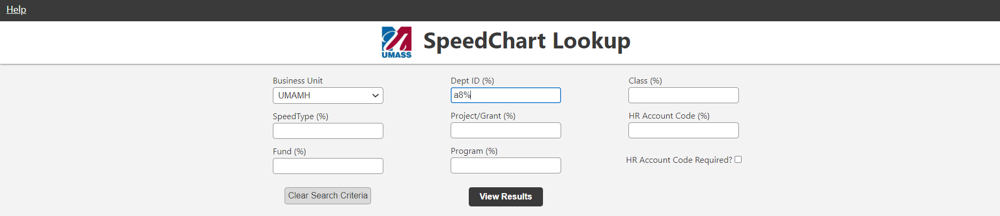 Help
UMASS
SpeedChart Lookup
Business Unit
Dept ID (%)
Class (%)
UMAMH
a8%
SpeedType (%)
Project/Grant (%)
HR Account Code (%)
Fund (%)
Program (%)
HR Account Code Required?
Clear Search Criteria
View Results